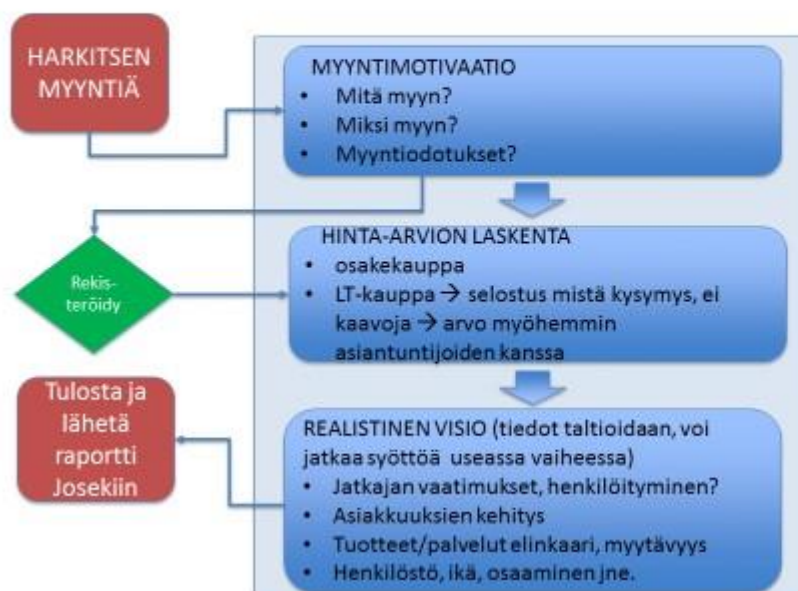 HARKITSEN
MYYNTIÄ
MYYNTIMOTIVAATIO
• Mitä myyn?
• Miksi myyn?
• Myyntiodotukset?
Rekis-
teröidy
HINTA-ARVION LASKENTA
• osakekauppa
• LT-kauppa → selostus mistä kysymys, ei
kaavoja → arvo myöhemmin
asiantuntijoiden kanssa
Tulosta ja
lähetä
raportti
Josekiin
REALISTINEN VISIO (tiedot taltioidaan, voi
jatkaa syöttöä useassa vaiheessa)
• Jatkajan vaatimukset, henkilöityminen?
• Asiakkuuksien kehitys
• Tuotteet/palvelut elinkaari, myytävyys
• Henkilöstö, ikä, osaaminen jne.